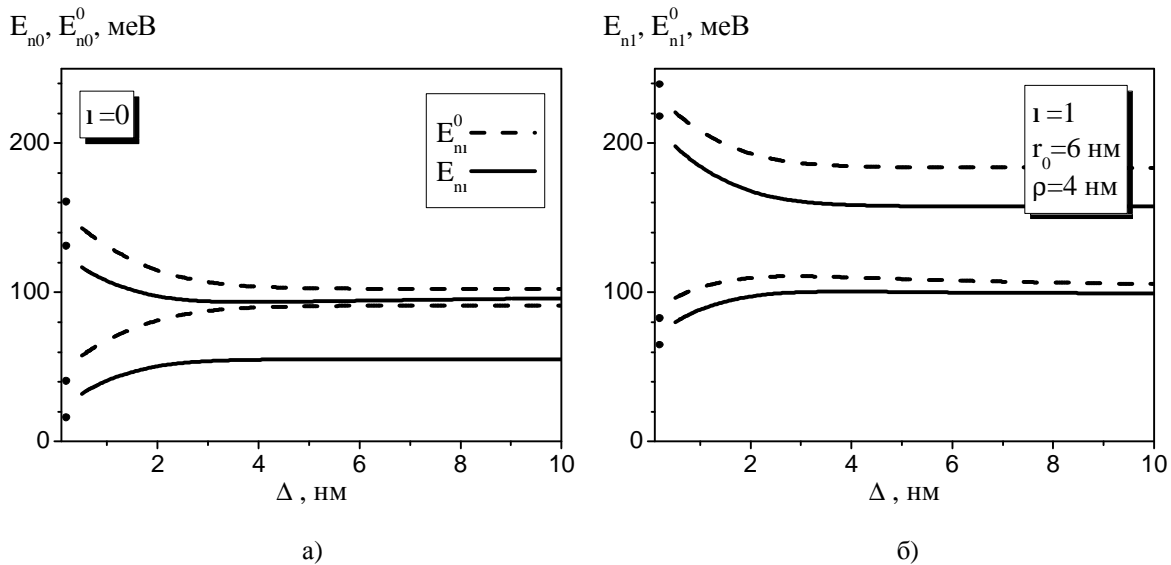 E_n0, E^0_n0, меВ
200
100
0
2 4 6 8 10
Δ , нм
ı =0
E^0_nı
E_nı
а)
E_n1, E^0_n1, меВ
200
100
0
2 4 6 8 10
Δ , нм
ı =1
r_0=6 нм
ρ=4 нм
б)